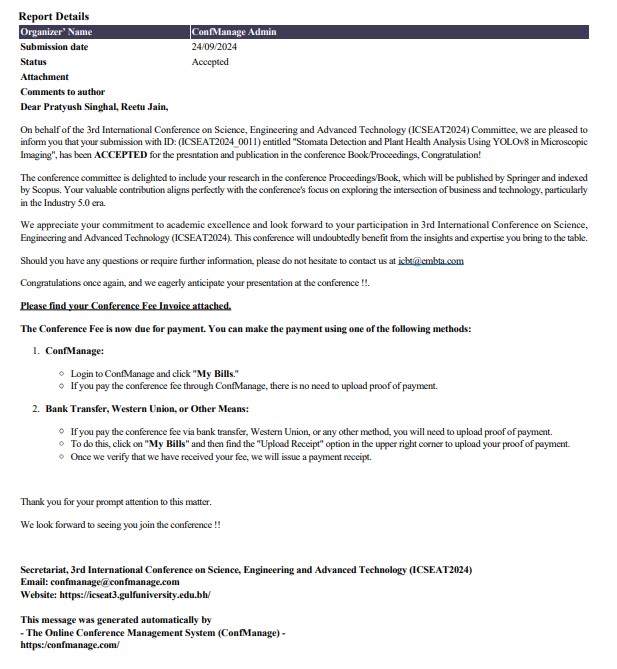 Report Details
Organizer' Name ConfManage Admin
Submission date 24/09/2024
Status Accepted
Attachment
Comments to author
Dear Pratyush Singhal, Reetu Jain,
On behalf of the 3rd International Conference on Science, Engineering and Advanced Technology (ICSEAT2024) Committee, we are pleased to
inform you that your submission with ID: (ICSEAT2024_0011) entitled "Stomata Detection and Plant Health Analysis Using YOLOv8 in Microscopic
Imaging", has been ACCEPTED for the presntation and publication in the conference Book/Proceedings, Congratulation!
The conference committee is delighted to include your research in the conference Proceedings/Book, which will be published by Springer and indexed
by Scopus. Your valuable contribution aligns perfectly with the conference's focus on exploring the intersection of business and technology, particularly
in the Industry 5.0 era.
We appreciate your commitment to academic excellence and look forward to your participation in 3rd International Conference on Science,
Engineering and Advanced Technology (ICSEAT2024). This conference will undoubtedly benefit from the insights and expertise you bring to the table.
Should you have any questions or require further information, please do not hesitate to contact us at icbt@embta.com
Congratulations once again, and we eagerly anticipate your presentation at the conference !!.
Please find your Conference Fee Invoice attached.
The Conference Fee is now due for payment. You can make the payment using one of the following methods:
1. ConfManage:
○ Login to ConfManage and click "My Bills."
○ If you pay the conference fee through ConfManage, there is no need to upload proof of payment.
2. Bank Transfer, Western Union, or Other Means:
○ If you pay the conference fee via bank transfer, Western Union, or any other method, you will need to upload proof of payment.
○ To do this, click on "My Bills" and then find the "Upload Receipt" option in the upper right corner to upload your proof of payment.
○ Once we verify that we have received your fee, we will issue a payment receipt.
Thank you for your prompt attention to this matter.
We look forward to seeing you join the conference !!
Secretariat, 3rd International Conference on Science, Engineering and Advanced Technology (ICSEAT2024)
Email: confmanage@confmanage.com
Website: https://icseat3.gulfuniversity.edu.bh/
This message was generated automatically by
- The Online Conference Management System (ConfManage) -
https:/confmanage.com/